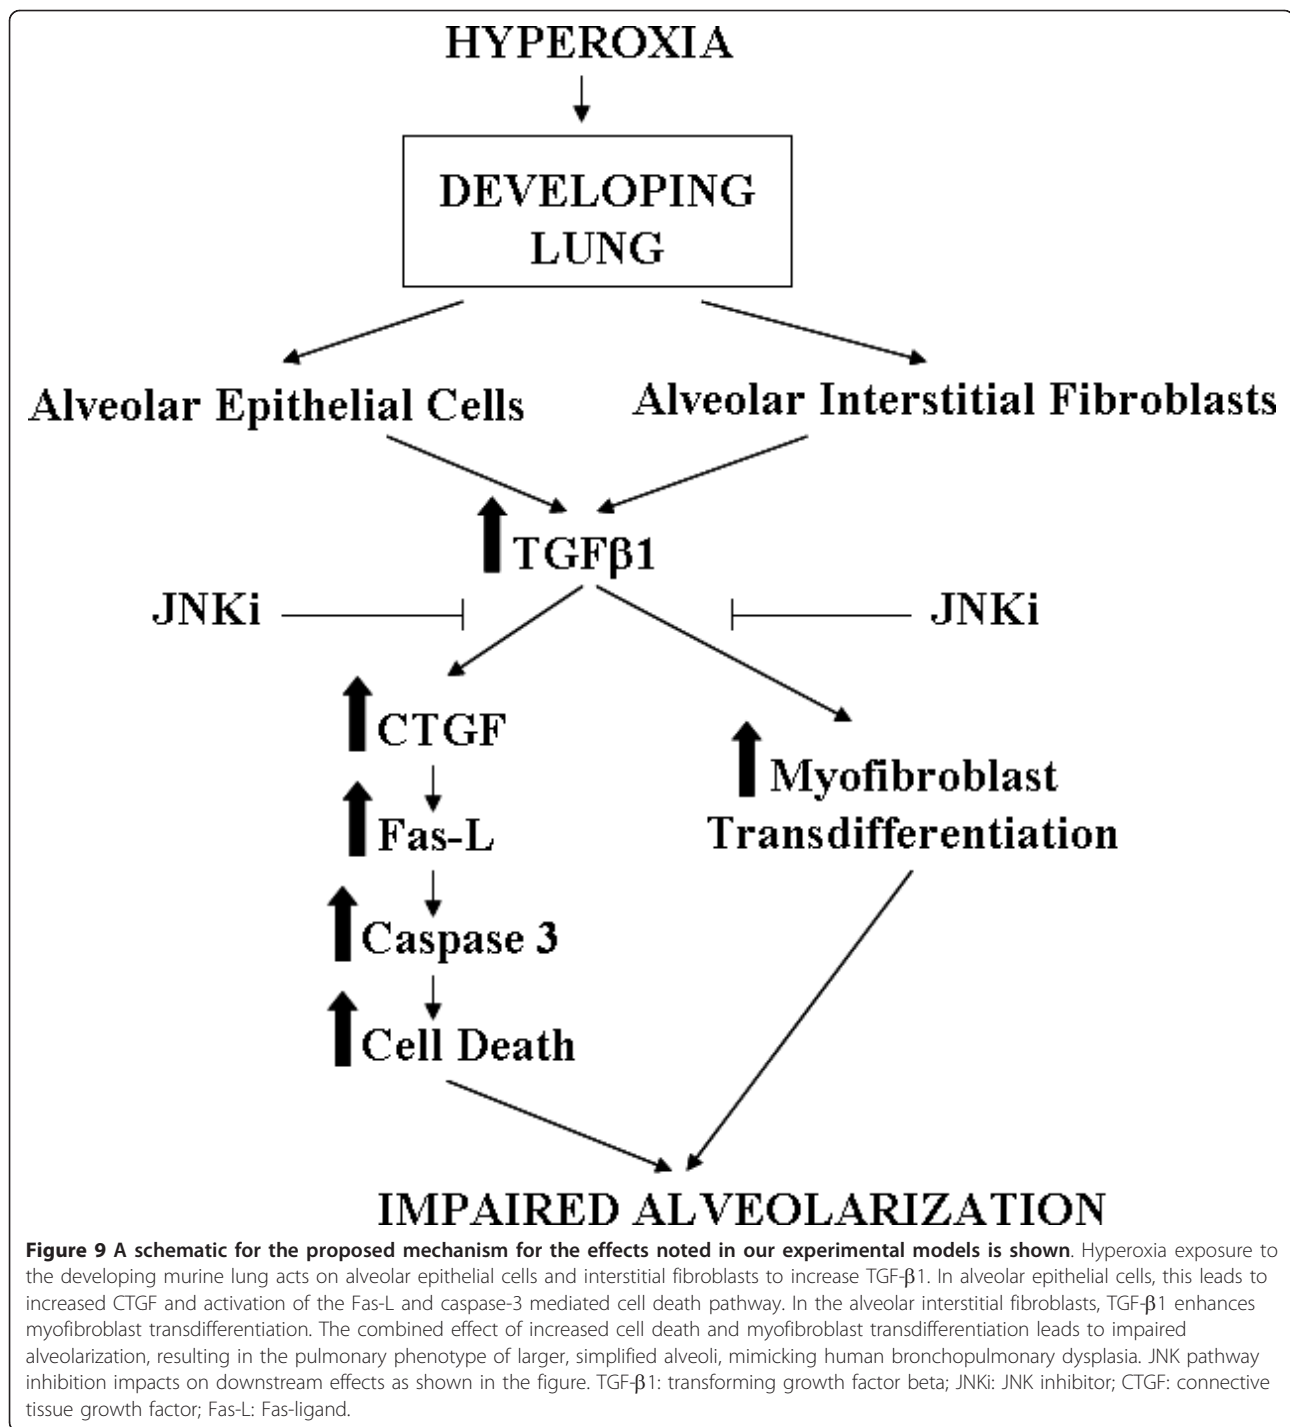 HYPEROXIA
DEVELOPING
LUNG
Alveolar Epithelial Cells
Alveolar Interstitial Fibroblasts
TGFβ1
JNKi
JNKi
CTGF
Myofibroblast
Transdifferentiation
Fas-L
Caspase 3
Cell Death
IMPAIRED ALVEOLARIZATION
Figure 9 A schematic for the proposed mechanism for the effects noted in our experimental models is shown. Hyperoxia exposure to
the developing murine lung acts on alveolar epithelial cells and interstitial fibroblasts to increase TGF-β1. In alveolar epithelial cells, this leads to
increased CTGF and activation of the Fas-L and caspase-3 mediated cell death pathway. In the alveolar interstitial fibroblasts, TGF-β1 enhances
myofibroblast transdifferentiation. The combined effect of increased cell death and myofibroblast transdifferentiation leads to impaired
alveolarization, resulting in the pulmonary phenotype of larger, simplified alveoli, mimicking human bronchopulmonary dysplasia. JNK pathway
inhibition impacts on downstream effects as shown in the figure. TGF-β1: transforming growth factor beta; JNKi: JNK inhibitor; CTGF: connective
tissue growth factor; Fas-L: Fas-ligand.